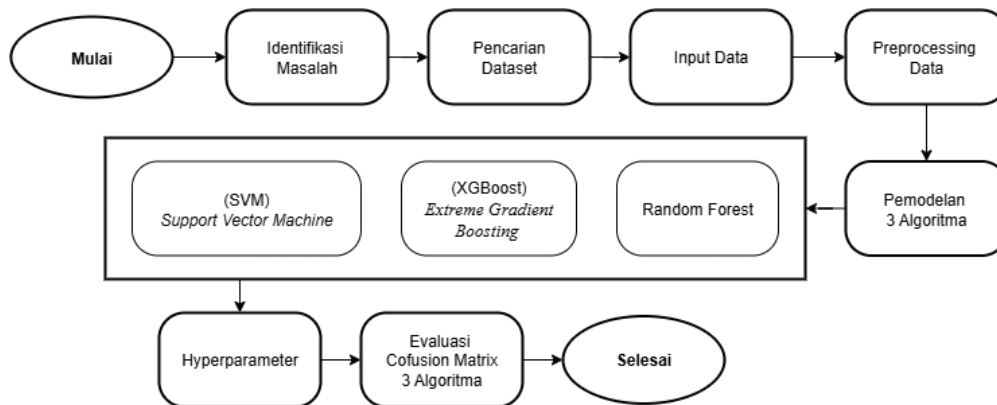 Mulai
Identifikasi
Masalah
Pencarian
Dataset
Input Data
Preprocessing
Data
Pemodelan
3 Algoritma
(SVM)
Support Vector Machine
(XGBoost)
Extreme Gradient
Boosting
Random Forest
Hyperparameter
Evaluasi
Cofusion Matrix
3 Algoritma
Selesai